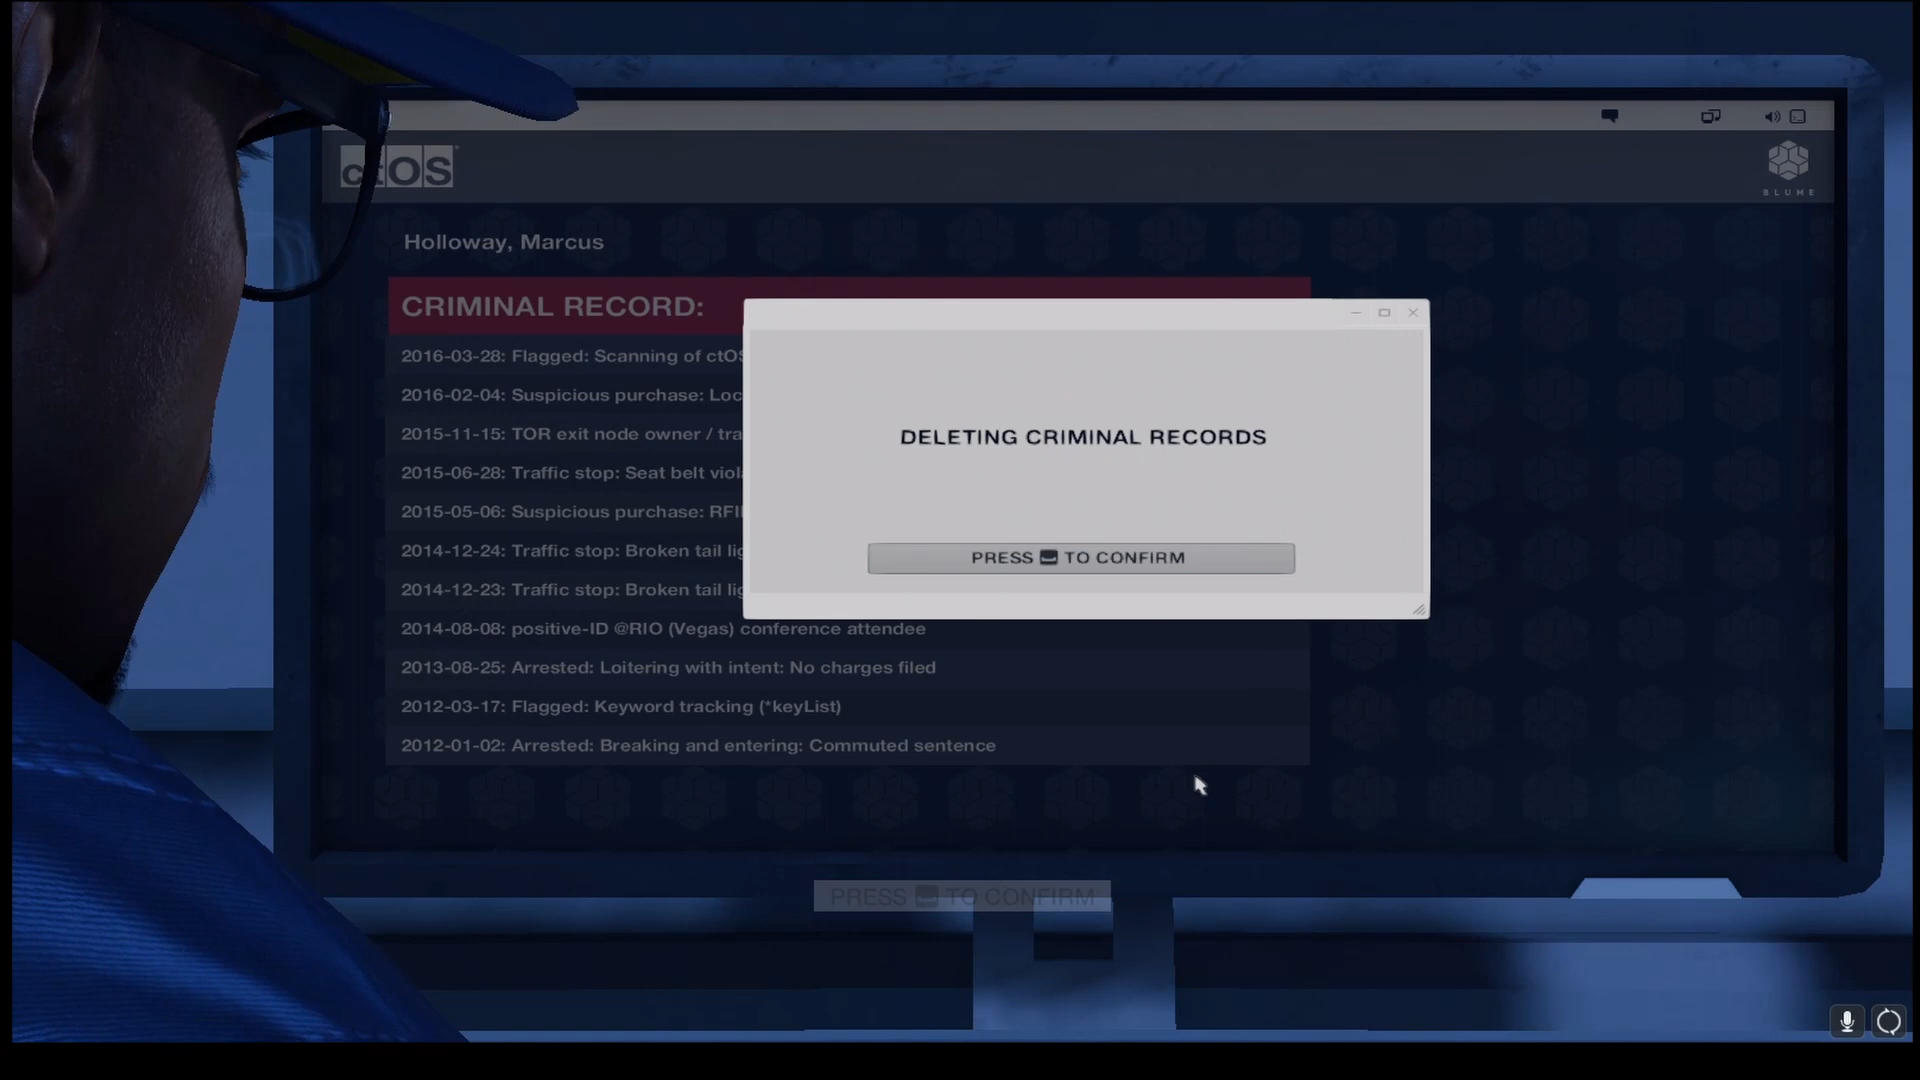 ctOS
BLUME
Holloway, Marcus
CRIMINAL RECORD:
2016-03-28: Flagged: Scanning of ctOS
2016-02-04: Suspicious purchase: Loc
2015-11-15: TOR exit node owner / tra
2015-06-28: Traffic stop: Seat belt viol
2015-05-06: Suspicious purchase: RFI
2014-12-24: Traffic stop: Broken tail lig
2014-12-23: Traffic stop: Broken tail lig
2014-08-08: positive-ID @RIO (Vegas) conference attendee
2013-08-25: Arrested: Loitering with intent: No charges filed
2012-03-17: Flagged: Keyword tracking (*keyList)
2012-01-02: Arrested: Breaking and entering: Commuted sentence
DELETING CRIMINAL RECORDS
PRESS TO CONFIRM
PRESS TO CONFIRM